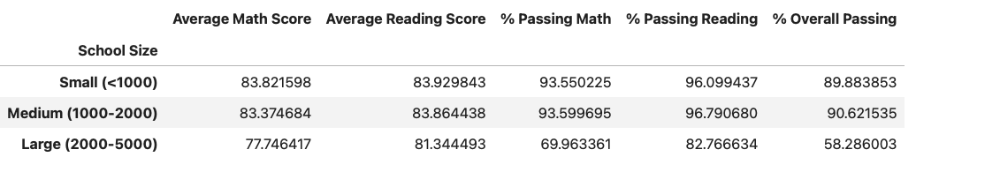 Average Math Score Average Reading Score % Passing Math % Passing Reading % Overall Passing
School Size
Small (<1000) 83.821598 83.929843 93.550225 96.099437 89.883853
Medium (1000-2000) 83.374684 83.864438 93.599695 96.790680 90.621535
Large (2000-5000) 77.746417 81.344493 69.963361 82.766634 58.286003